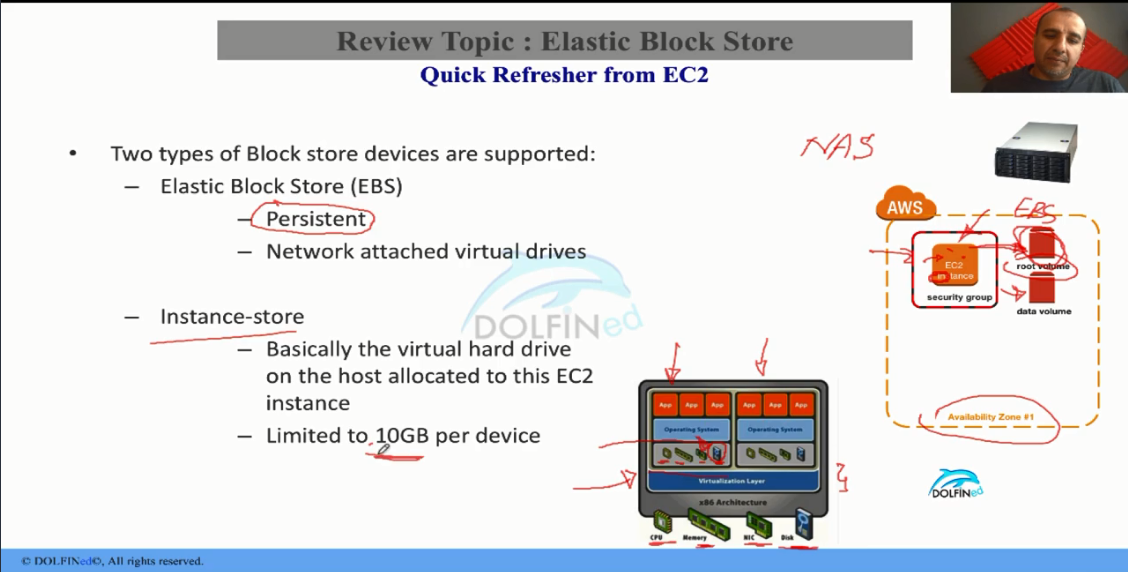 Review Topic : Elastic Block Store
Quick Refresher from EC2
• Two types of Block store devices are supported:
– Elastic Block Store (EBS)
– Persistent
– Network attached virtual drives
– Instance-store
– Basically the virtual hard drive
on the host allocated to this EC2
instance
– Limited to 10GB per device
DOLFINed
NAS
AWS
EBS
EC2
instance
security group
root volume
data volume
Availability Zone #1
DOLFINed
App App App App App App
Operating System Operating System
Virtualization Layer
x86 Architecture
CPU Memory NIC Disk
© DOLFINed©, All rights reserved.